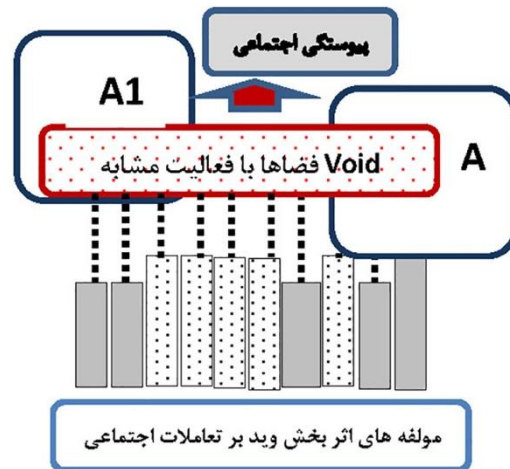 پیوستگی اجتماعی
A1
A
Void فضاها با فعالیت مشابه
مولفه های اثر بخش وید بر تعاملات اجتماعی